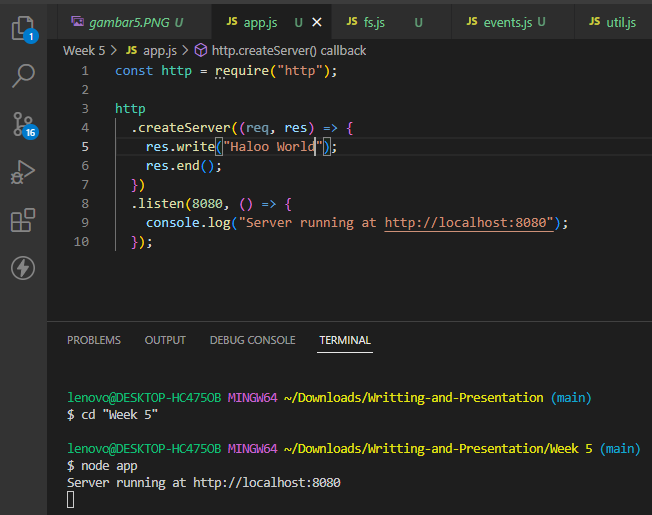 gambar5.PNG U
JS app.js U
JS fs.js U
JS events.js U
JS util.js
1
16
Week 5 > JS app.js > http.createServer() callback
1 const http = require("http");
2
3 http
4 .createServer((req, res) => {
5 res.write("Haloo World");
6 res.end();
7 })
8 .listen(8080, () => {
9 console.log("Server running at http://localhost:8080");
10 });
PROBLEMS OUTPUT DEBUG CONSOLE TERMINAL
lenovo@DESKTOP-HC475OB MINGW64 ~/Downloads/Writting-and-Presentation (main)
$ cd "Week 5"
lenovo@DESKTOP-HC475OB MINGW64 ~/Downloads/Writting-and-Presentation/Week 5 (main)
$ node app
Server running at http://localhost:8080